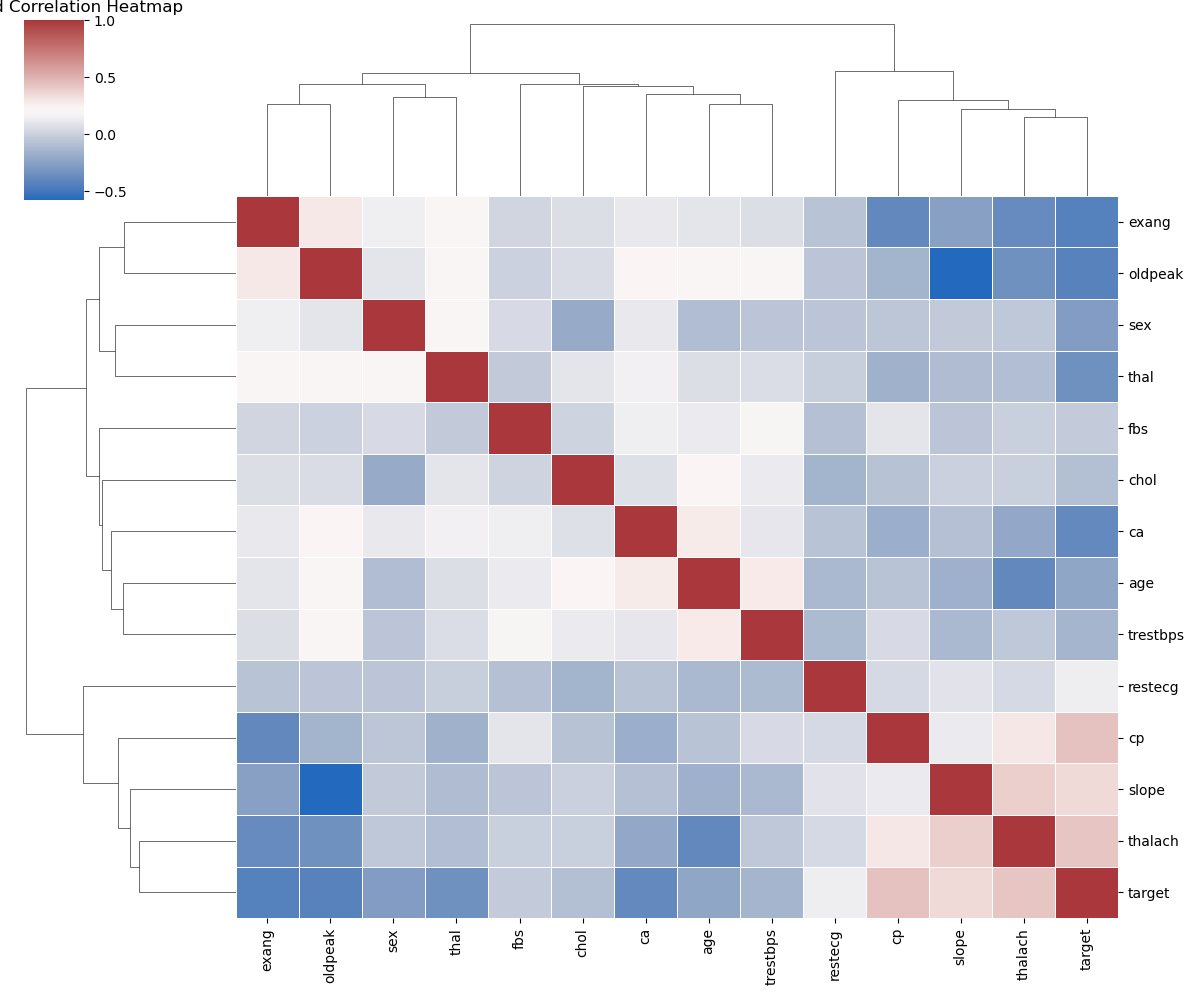 d Correlation Heatmap
1.0
0.5
0.0
−0.5
exang
oldpeak
sex
thal
fbs
chol
ca
age
trestbps
restecg
cp
slope
thalach
target
exang
oldpeak
sex
thal
fbs
chol
ca
age
trestbps
restecg
cp
slope
thalach
target